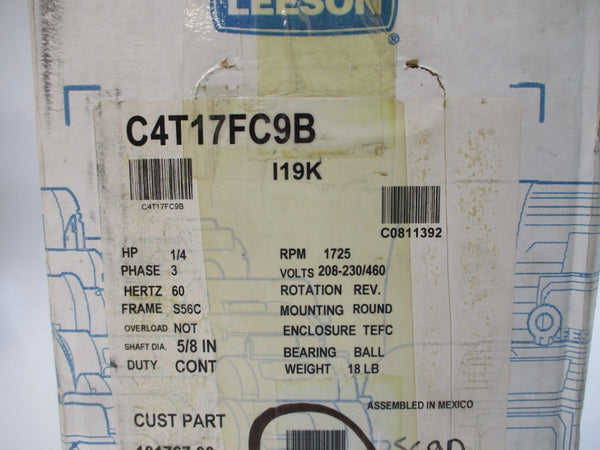 LEESON
®
C4T17FC9B
I19K
C4T17FC9B
C0811392
HP 1/4
PHASE 3
HERTZ 60
FRAME S56C
OVERLOAD NOT
SHAFT DIA. 5/8 IN
DUTY CONT
RPM 1725
VOLTS 208-230/460
ROTATION REV.
MOUNTING ROUND
ENCLOSURE TEFC
BEARING BALL
WEIGHT 18 LB
ASSEMBLED IN MEXICO
CUST PART